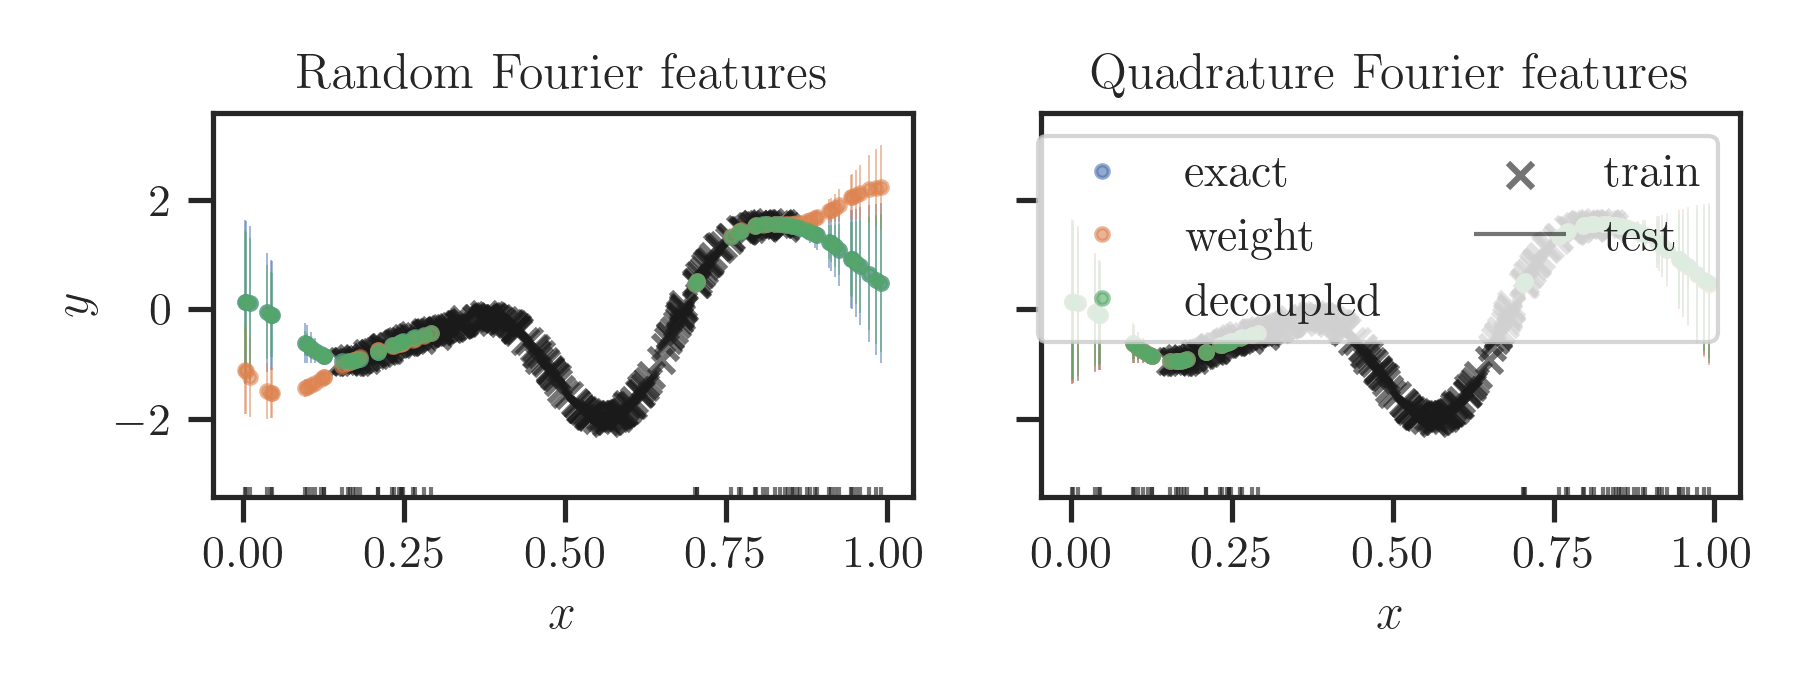 Random Fourier features
Quadrature Fourier features
y
2
0
−2
exact
weight
decoupled
train
test
0.00 0.25 0.50 0.75 1.00
0.00 0.25 0.50 0.75 1.00
x
x